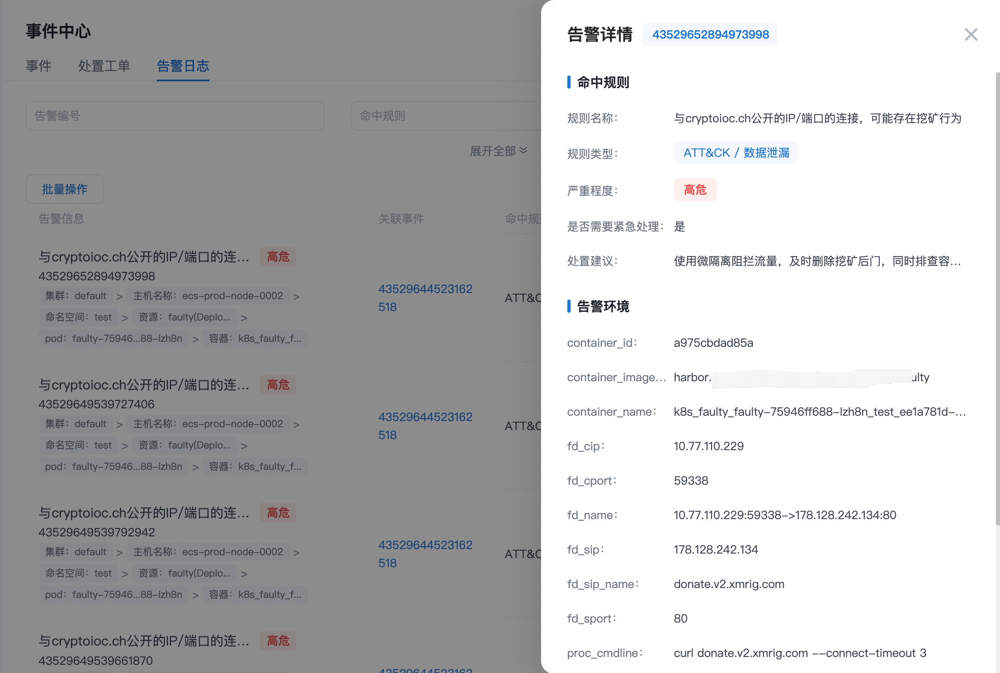 事件中心
事件 处置工单 告警日志
告警编号 命中规则
展开全部
批量操作
告警信息 关联事件 命中规
与cryptoioc.ch公开的IP/端口的连... 高危
43529652894973998
集群：default > 主机名称：ecs-prod-node-0002 >
命名空间：test > 资源：faulty(Deplo... >
pod：faulty-75946...88-lzh8n > 容器：k8s_faulty_f...
43529644523162
518
ATT&C
与cryptoioc.ch公开的IP/端口的连... 高危
43529649539727406
集群：default > 主机名称：ecs-prod-node-0002 >
命名空间：test > 资源：faulty(Deplo... >
pod：faulty-75946...88-lzh8n > 容器：k8s_faulty_f...
43529644523162
518
ATT&C
与cryptoioc.ch公开的IP/端口的连... 高危
43529649539792942
集群：default > 主机名称：ecs-prod-node-0002 >
命名空间：test > 资源：faulty(Deplo... >
pod：faulty-75946...88-lzh8n > 容器：k8s_faulty_f...
43529644523162
518
ATT&C
与cryptoioc.ch公开的IP/端口的连... 高危
43529649539661870
43529644523162
告警详情 43529652894973998
命中规则
规则名称： 与cryptoioc.ch公开的IP/端口的连接，可能存在挖矿行为
规则类型： ATT&CK / 数据泄漏
严重程度： 高危
是否需要紧急处理： 是
处置建议： 使用微隔离阻拦流量，及时删除挖矿后门，同时排查容...
告警环境
container_id： a975cbdad85a
container_image... harbor. ulty
container_name： k8s_faulty_faulty-75946ff688-lzh8n_test_ee1a781d-...
fd_cip： 10.77.110.229
fd_cport： 59338
fd_name： 10.77.110.229:59338->178.128.242.134:80
fd_sip： 178.128.242.134
fd_sip_name： donate.v2.xmrig.com
fd_sport： 80
proc_cmdline： curl donate.v2.xmrig.com --connect-timeout 3